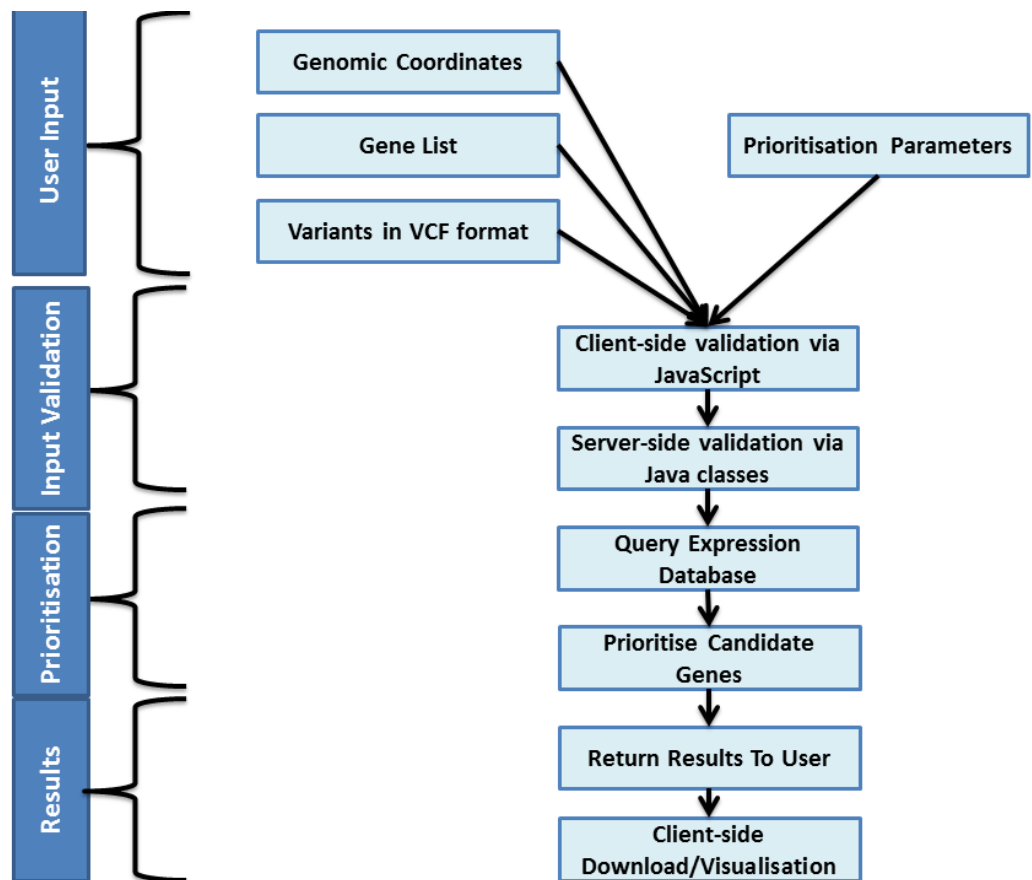 User Input
Genomic Coordinates
Gene List
Prioritisation Parameters
Variants in VCF format
Input Validation
Client-side validation via
JavaScript
Server-side validation via
Java classes
Prioritisation
Query Expression
Database
Prioritise Candidate
Genes
Results
Return Results To User
Client-side
Download/Visualisation